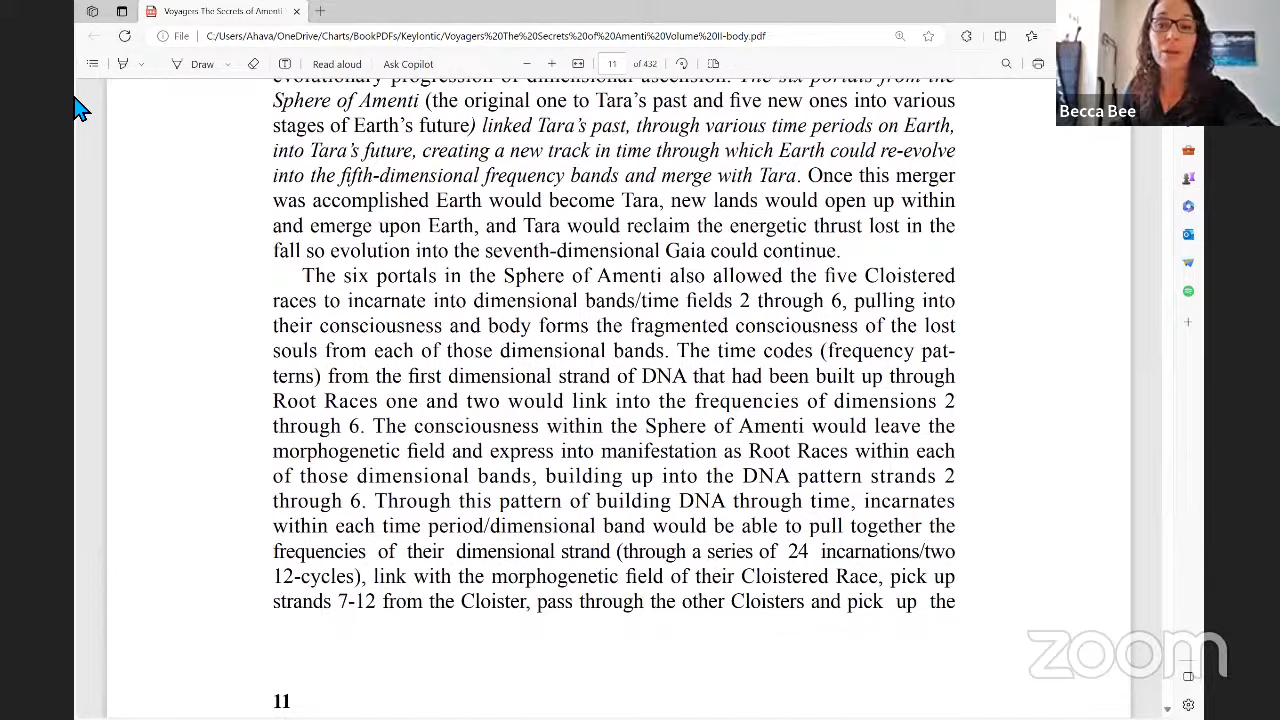 Voyagers The Secrets of Amenti
File
C:/Users/Ahava/OneDrive/Charts/BookPDFs/Keylontic/Voyagers%20The%20Secrets%20of%20Amenti%20Volume%20II-body.pdf
Draw
Read aloud
Ask Copilot
11 of 432
Becca Bee
evolutionary progression of dimensional ascension. The six portals from the
Sphere of Amenti (the original one to Tara's past and five new ones into various
stages of Earth's future) linked Tara's past, through various time periods on Earth,
into Tara's future, creating a new track in time through which Earth could re-evolve
into the fifth-dimensional frequency bands and merge with Tara. Once this merger
was accomplished Earth would become Tara, new lands would open up within
and emerge upon Earth, and Tara would reclaim the energetic thrust lost in the
fall so evolution into the seventh-dimensional Gaia could continue.
The six portals in the Sphere of Amenti also allowed the five Cloistered
races to incarnate into dimensional bands/time fields 2 through 6, pulling into
their consciousness and body forms the fragmented consciousness of the lost
souls from each of those dimensional bands. The time codes (frequency pat-
terns) from the first dimensional strand of DNA that had been built up through
Root Races one and two would link into the frequencies of dimensions 2
through 6. The consciousness within the Sphere of Amenti would leave the
morphogenetic field and express into manifestation as Root Races within each
of those dimensional bands, building up into the DNA pattern strands 2
through 6. Through this pattern of building DNA through time, incarnates
within each time period/dimensional band would be able to pull together the
frequencies of their dimensional strand (through a series of 24 incarnations/two
12-cycles), link with the morphogenetic field of their Cloistered Race, pick up
strands 7-12 from the Cloister, pass through the other Cloisters and pick up the
11
zoom